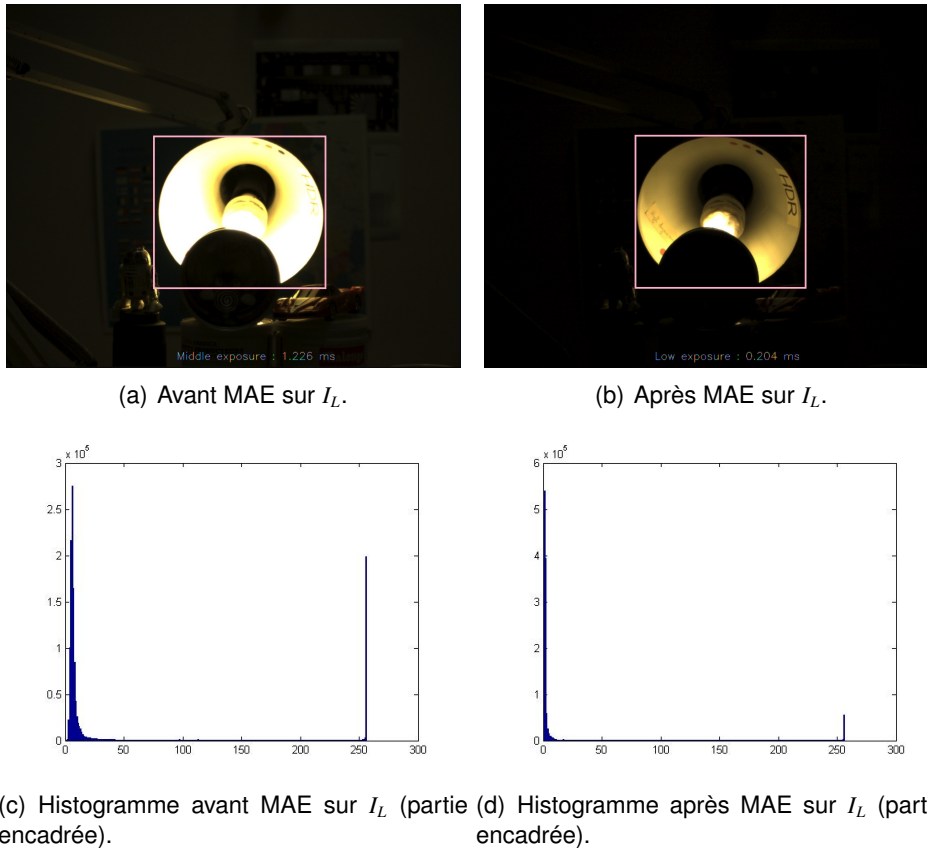 HDR
HDR
Middle exposure : 1.226 ms
Low exposure : 0.204 ms
(a) Avant MAE sur I_L.
(b) Après MAE sur I_L.
x 10^5
3
2.5
2
1.5
1
0.5
0
0 50 100 150 200 250 300
x 10^5
6
5
4
3
2
1
0
0 50 100 150 200 250 300
(c) Histogramme avant MAE sur I_L (partie
encadrée).
(d) Histogramme après MAE sur I_L (part
encadrée).